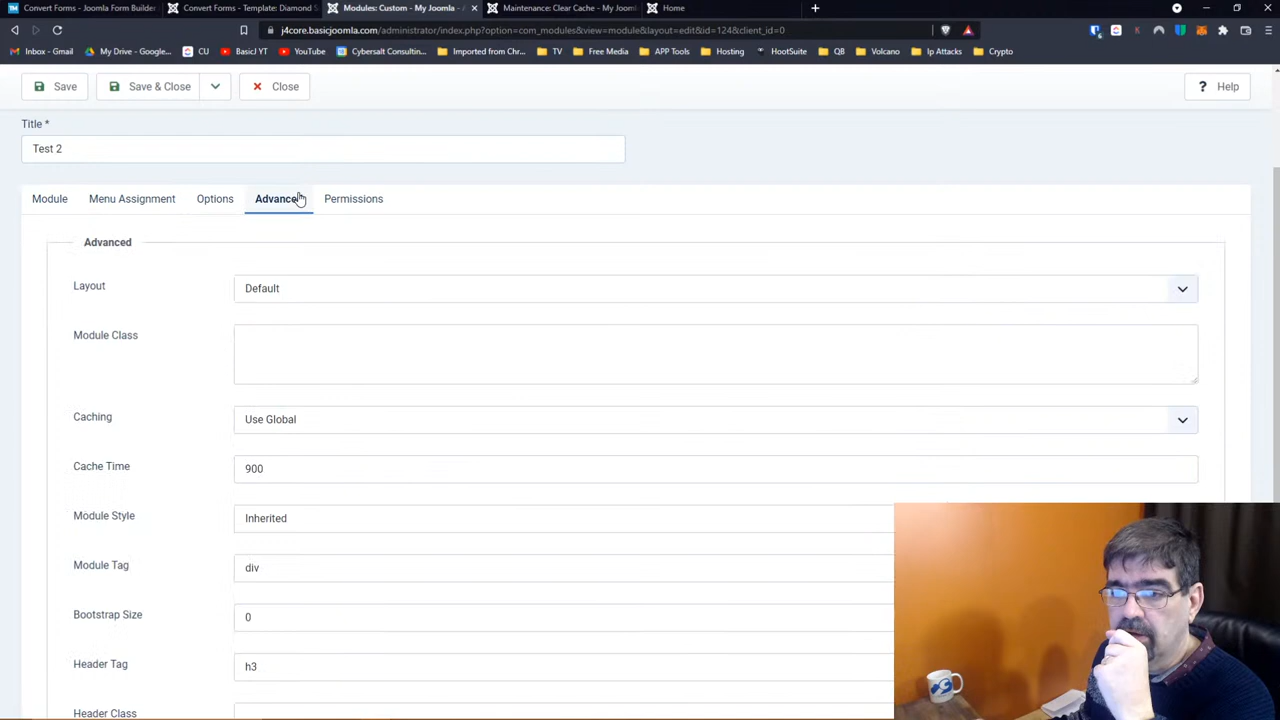 Convert Forms - Joomla Form Builder
Convert Forms - Template: Diamond S
Modules: Custom - My Joomla -
Maintenance: Clear Cache - My Joom
Home
j4core.basicjoomla.com/administrator/index.php?option=com_modules&view=module&layout=edit&id=124&client_id=0
Inbox - Gmail
My Drive - Google...
CU
BasicJ YT
YouTube
Cybersalt Consultin...
Imported from Chr...
TV
Free Media
APP Tools
Hosting
HootSuite
QB
Volcano
Ip Attacks
Crypto
Save
Save & Close
Close
Help
Title *
Test 2
Module
Menu Assignment
Options
Advanced
Permissions
Advanced
Layout
Default
Module Class
Caching
Use Global
Cache Time
900
Module Style
Inherited
Module Tag
div
Bootstrap Size
0
Header Tag
h3
Header Class